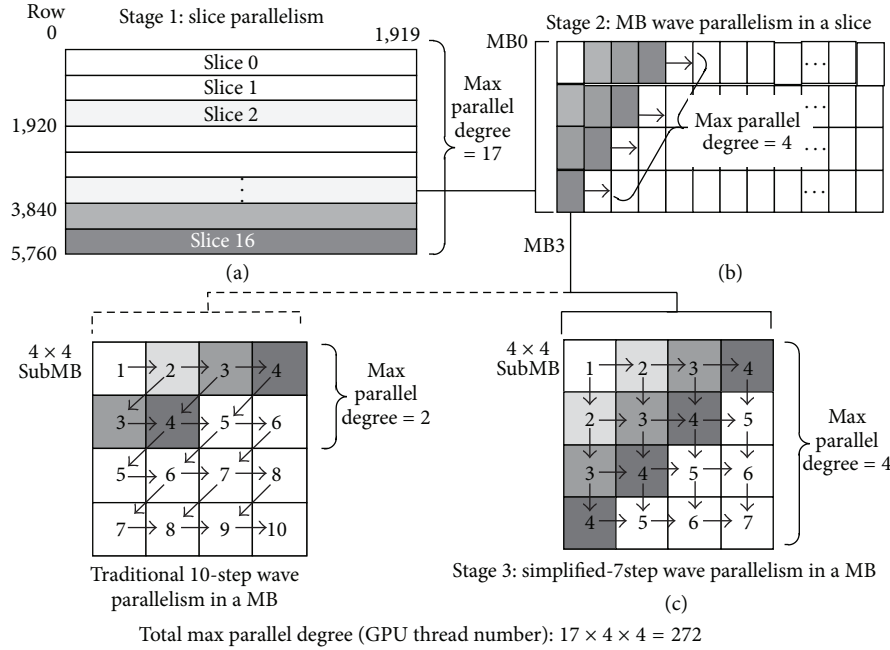 Row
0
Stage 1: slice parallelism
1,919
Slice 0
Slice 1
Slice 2
1,920
3,840
Slice 16
5,760
Max
parallel
degree
= 17
(a)
Stage 2: MB wave parallelism in a slice
MB0
...
...
...
...
Max parallel
degree = 4
MB3
(b)
4 × 4
SubMB
1 2 3 4
3 4 5 6
5 6 7 8
7 8 9 10
Max
parallel
degree = 2
Traditional 10-step wave
parallelism in a MB
4 × 4
SubMB
1 2 3 4
2 3 4 5
3 4 5 6
4 5 6 7
Max
parallel
degree = 4
Stage 3: simplified-7step wave parallelism in a MB
(c)
Total max parallel degree (GPU thread number): 17 × 4 × 4 = 272